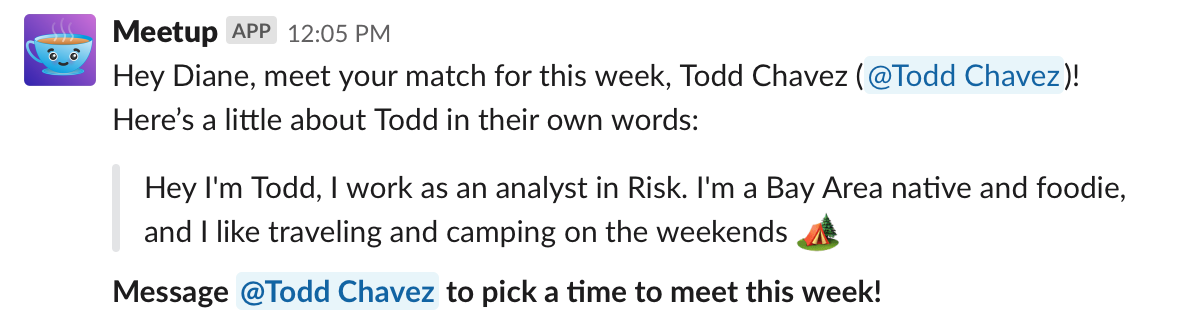 Meetup APP 12:05 PM
Hey Diane, meet your match for this week, Todd Chavez (@Todd Chavez)!
Here’s a little about Todd in their own words:
Hey I'm Todd, I work as an analyst in Risk. I'm a Bay Area native and foodie,
and I like traveling and camping on the weekends 🏕️
Message @Todd Chavez to pick a time to meet this week!